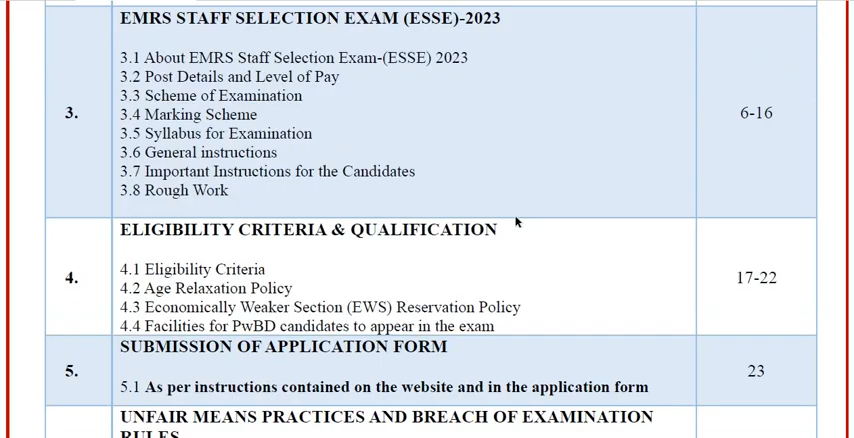 EMRS STAFF SELECTION EXAM (ESSE)-2023
3.1 About EMRS Staff Selection Exam-(ESSE) 2023
3.2 Post Details and Level of Pay
3.3 Scheme of Examination
3. 3.4 Marking Scheme 6-16
3.5 Syllabus for Examination
3.6 General instructions
3.7 Important Instructions for the Candidates
3.8 Rough Work
ELIGIBILITY CRITERIA & QUALIFICATION
4.1 Eligibility Criteria
4. 4.2 Age Relaxation Policy 17-22
4.3 Economically Weaker Section (EWS) Reservation Policy
4.4 Facilities for PwBD candidates to appear in the exam
SUBMISSION OF APPLICATION FORM
5. 23
5.1 As per instructions contained on the website and in the application form
UNFAIR MEANS PRACTICES AND BREACH OF EXAMINATION
RULES